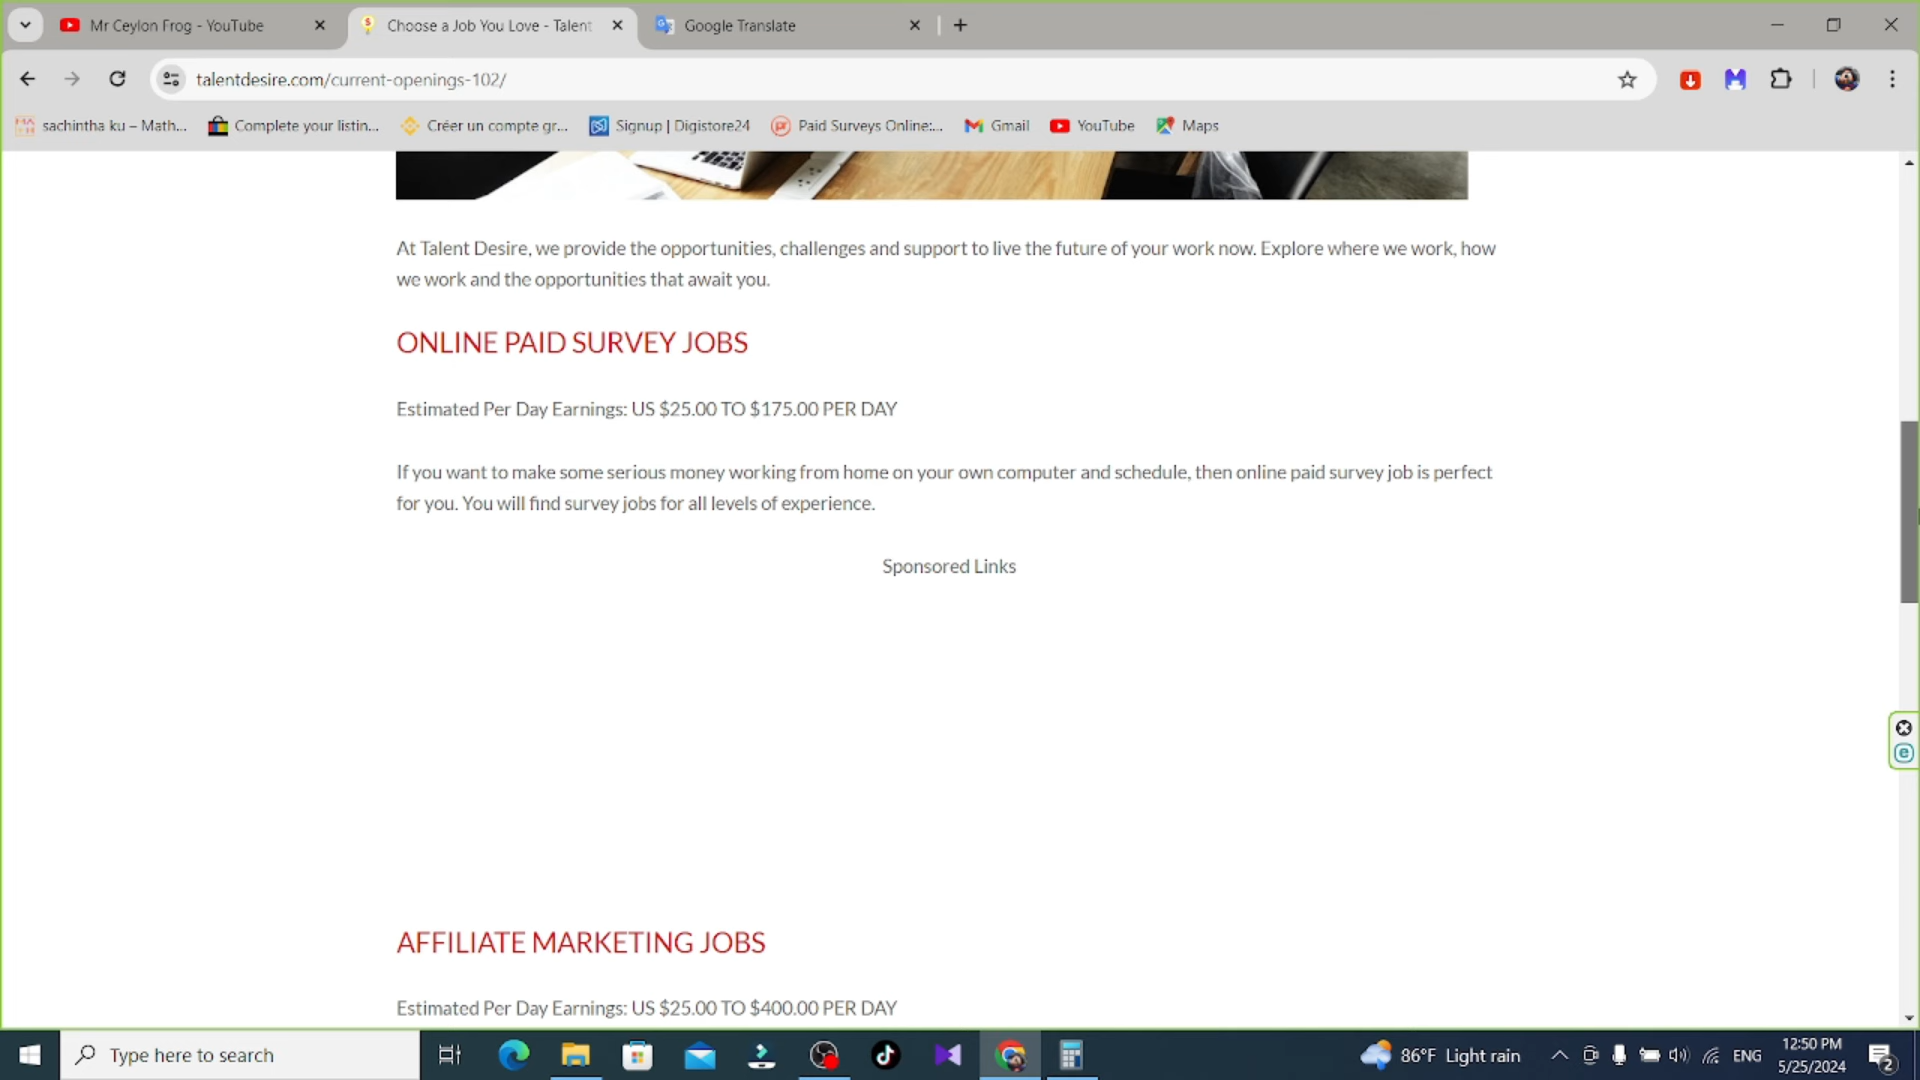 Mr Ceylon Frog - YouTube
Choose a Job You Love - Talent
Google Translate
talentdesire.com/current-openings-102/
sachintha ku – Math...
Complete your listin...
Créer un compte gr...
Signup | Digistore24
Paid Surveys Online:...
Gmail
YouTube
Maps
At Talent Desire, we provide the opportunities, challenges and support to live the future of your work now. Explore where we work, how
we work and the opportunities that await you.
ONLINE PAID SURVEY JOBS
Estimated Per Day Earnings: US $25.00 TO $175.00 PER DAY
If you want to make some serious money working from home on your own computer and schedule, then online paid survey job is perfect
for you. You will find survey jobs for all levels of experience.
Sponsored Links
AFFILIATE MARKETING JOBS
Estimated Per Day Earnings: US $25.00 TO $400.00 PER DAY
Type here to search
86°F Light rain
ENG
12:50 PM
5/25/2024
2